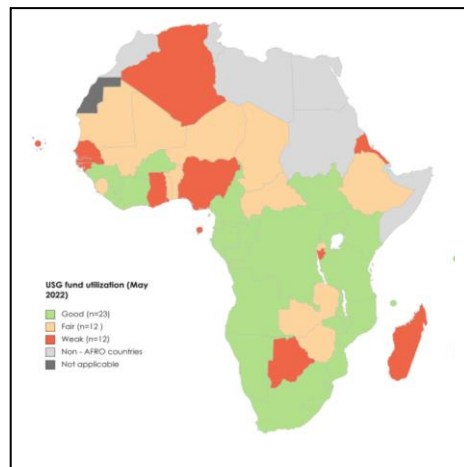 USG fund utilization (May
2022)
Good (n=23)
Fair (n=12 )
Weak (n=12)
Non - AFRO countries
Not applicable